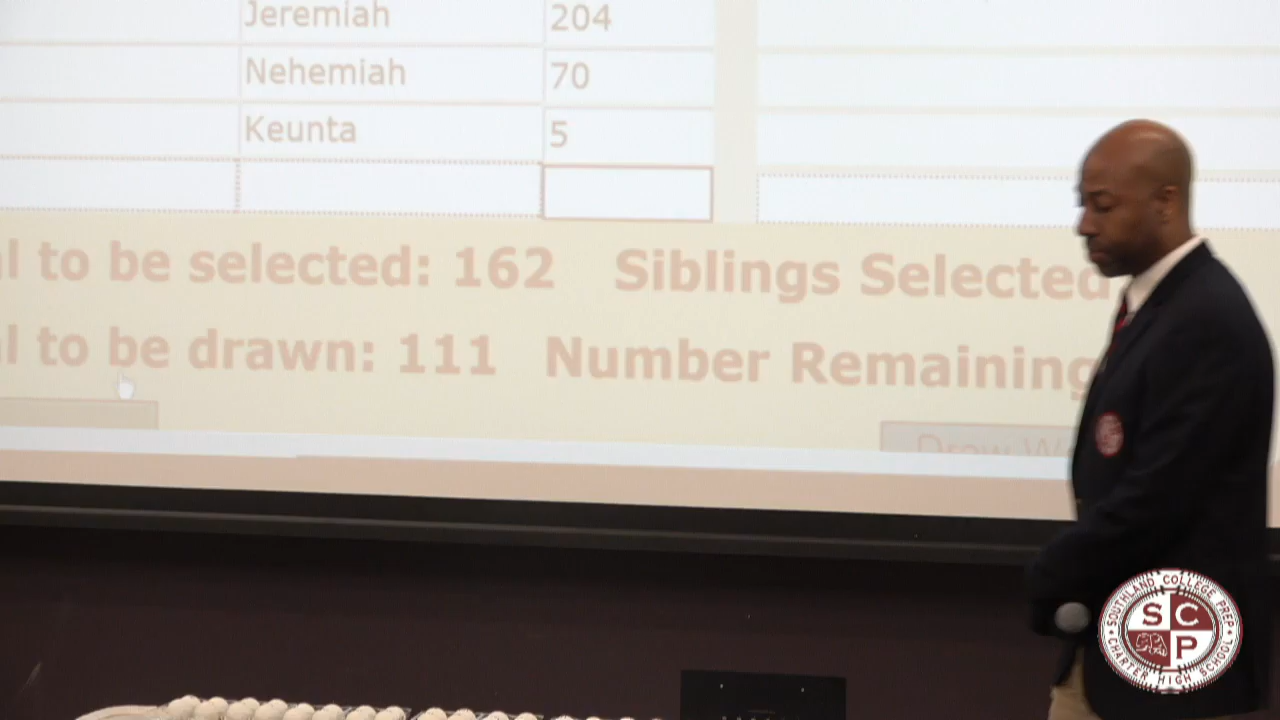 Jeremiah 204
Nehemiah 70
Keunta 5
to be selected: 162 Siblings Selected
to be drawn: 111 Number Remaining
Draw
SOUTHLAND COLLEGE PREP
S C
P
CHARTER HIGH SCHOOL